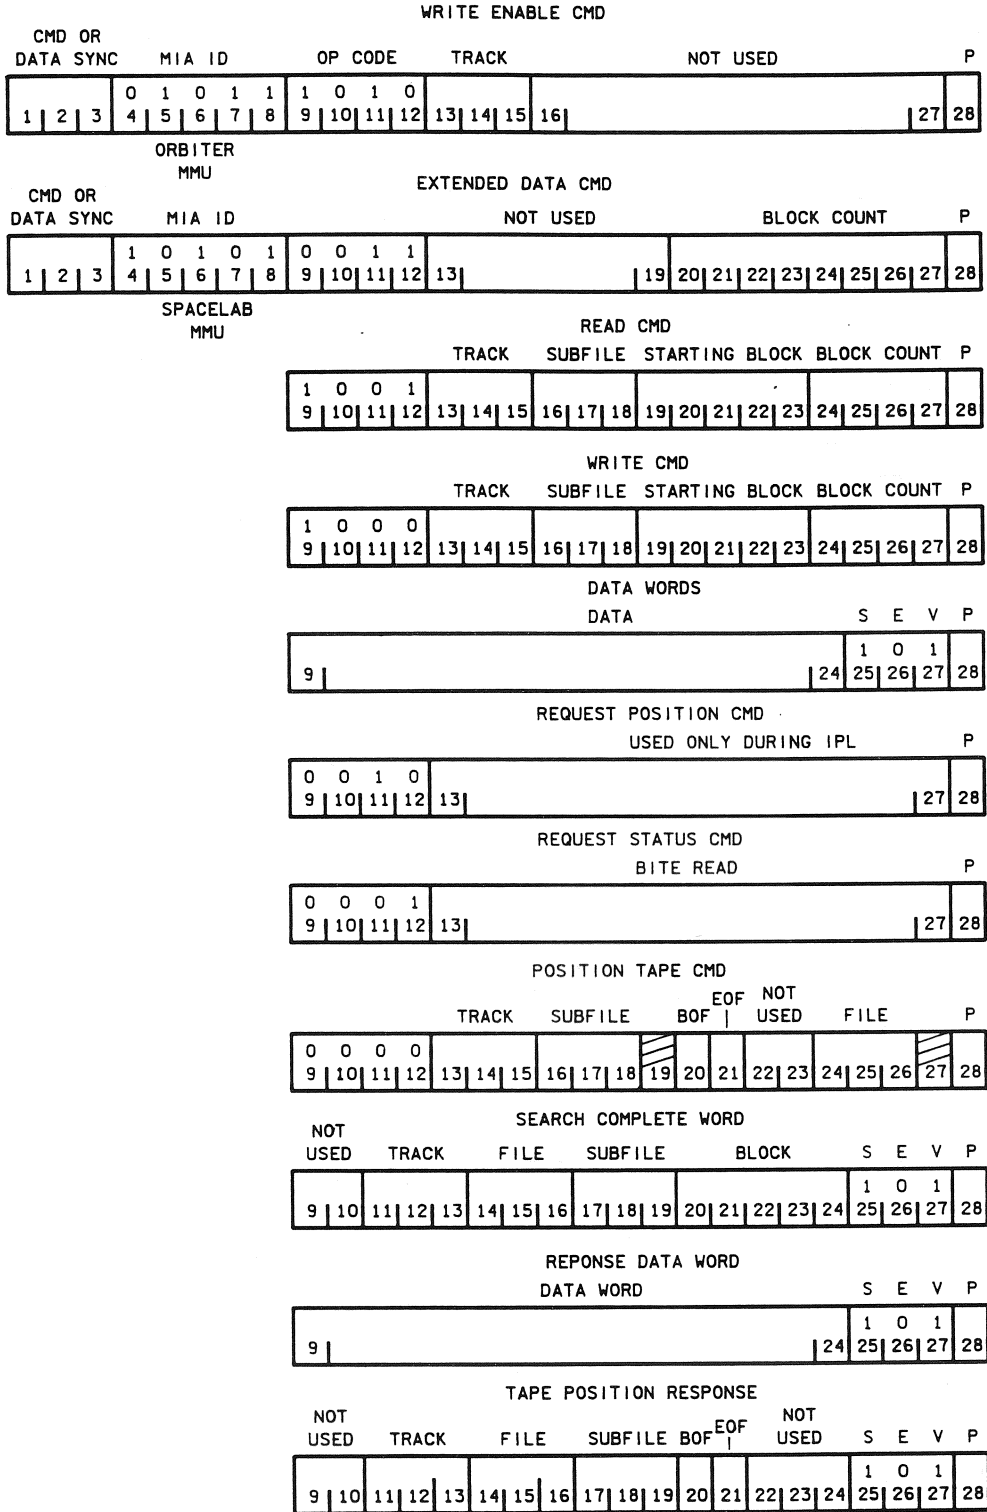 WRITE ENABLE CMD
CMD OR
DATA SYNC MIA ID OP CODE TRACK NOT USED P
0 1 0 1 1 1 0 1 0
1 2 3 4 5 6 7 8 9 10 11 12 13 14 15 16 27 28
ORBITER
MMU
EXTENDED DATA CMD
CMD OR
DATA SYNC MIA ID NOT USED BLOCK COUNT P
1 0 1 0 1 0 0 1 1
1 2 3 4 5 6 7 8 9 10 11 12 13 19 20 21 22 23 24 25 26 27 28
SPACELAB
MMU
READ CMD
TRACK SUBFILE STARTING BLOCK BLOCK COUNT P
1 0 0 1
9 10 11 12 13 14 15 16 17 18 19 20 21 22 23 24 25 26 27 28
WRITE CMD
TRACK SUBFILE STARTING BLOCK BLOCK COUNT P
1 0 0 0
9 10 11 12 13 14 15 16 17 18 19 20 21 22 23 24 25 26 27 28
DATA WORDS
DATA S E V P
1 0 1
9 24 25 26 27 28
REQUEST POSITION CMD
USED ONLY DURING IPL P
0 0 1 0
9 10 11 12 13 27 28
REQUEST STATUS CMD
BITE READ P
0 0 0 1
9 10 11 12 13 27 28
POSITION TAPE CMD
EOF NOT
TRACK SUBFILE BOF USED FILE P
0 0 0 0
9 10 11 12 13 14 15 16 17 18 19 20 21 22 23 24 25 26 27 28
SEARCH COMPLETE WORD
NOT
USED TRACK FILE SUBFILE BLOCK S E V P
1 0 1
9 10 11 12 13 14 15 16 17 18 19 20 21 22 23 24 25 26 27 28
REPONSE DATA WORD
DATA WORD S E V P
1 0 1
9 24 25 26 27 28
TAPE POSITION RESPONSE
NOT EOF NOT
USED TRACK FILE SUBFILE BOF USED S E V P
1 0 1
9 10 11 12 13 14 15 16 17 18 19 20 21 22 23 24 25 26 27 28